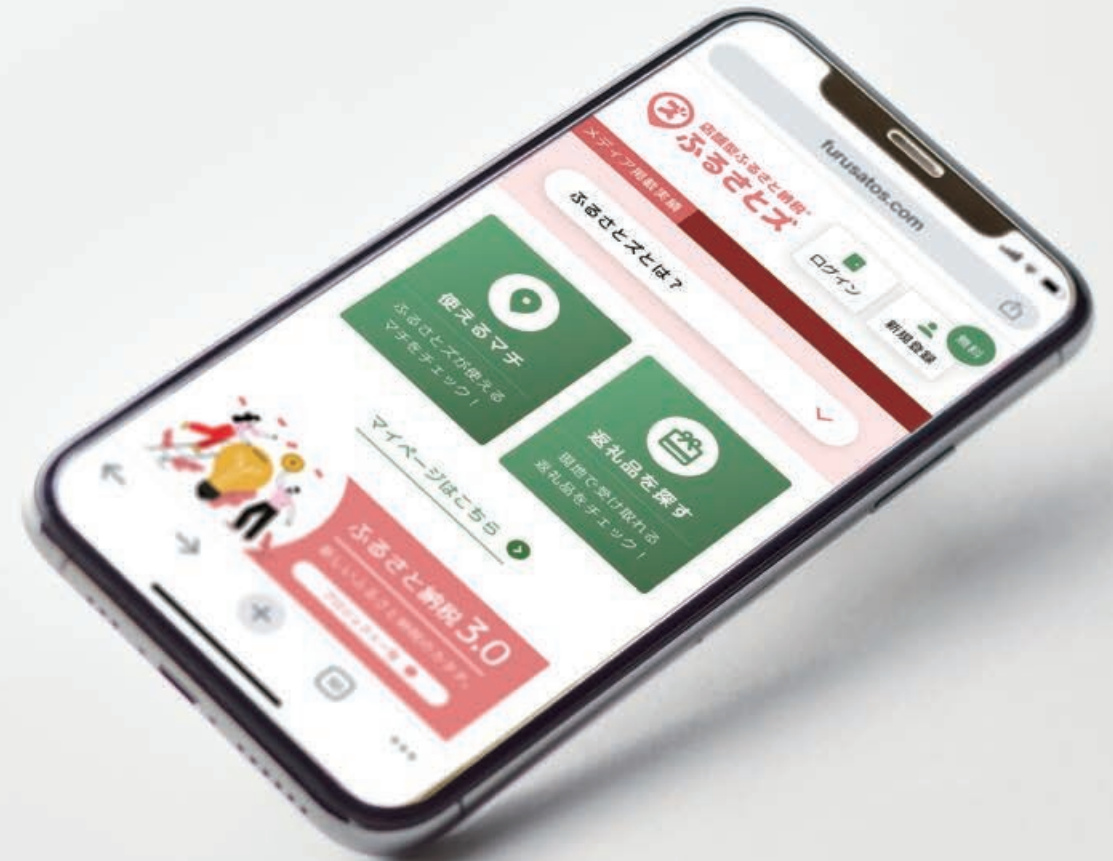 furusatos.com
店舗型ふるさと納税
ふるさとズ
ログイン
新規登録
無料
メディア掲載実績
ふるさとズとは?
使えるマチ
ふるさとズが使える
マチをチェック!
返礼品を探す
現地で受け取れる
返礼品をチェック!
マイページはこちら
ふるさと納税 3.0